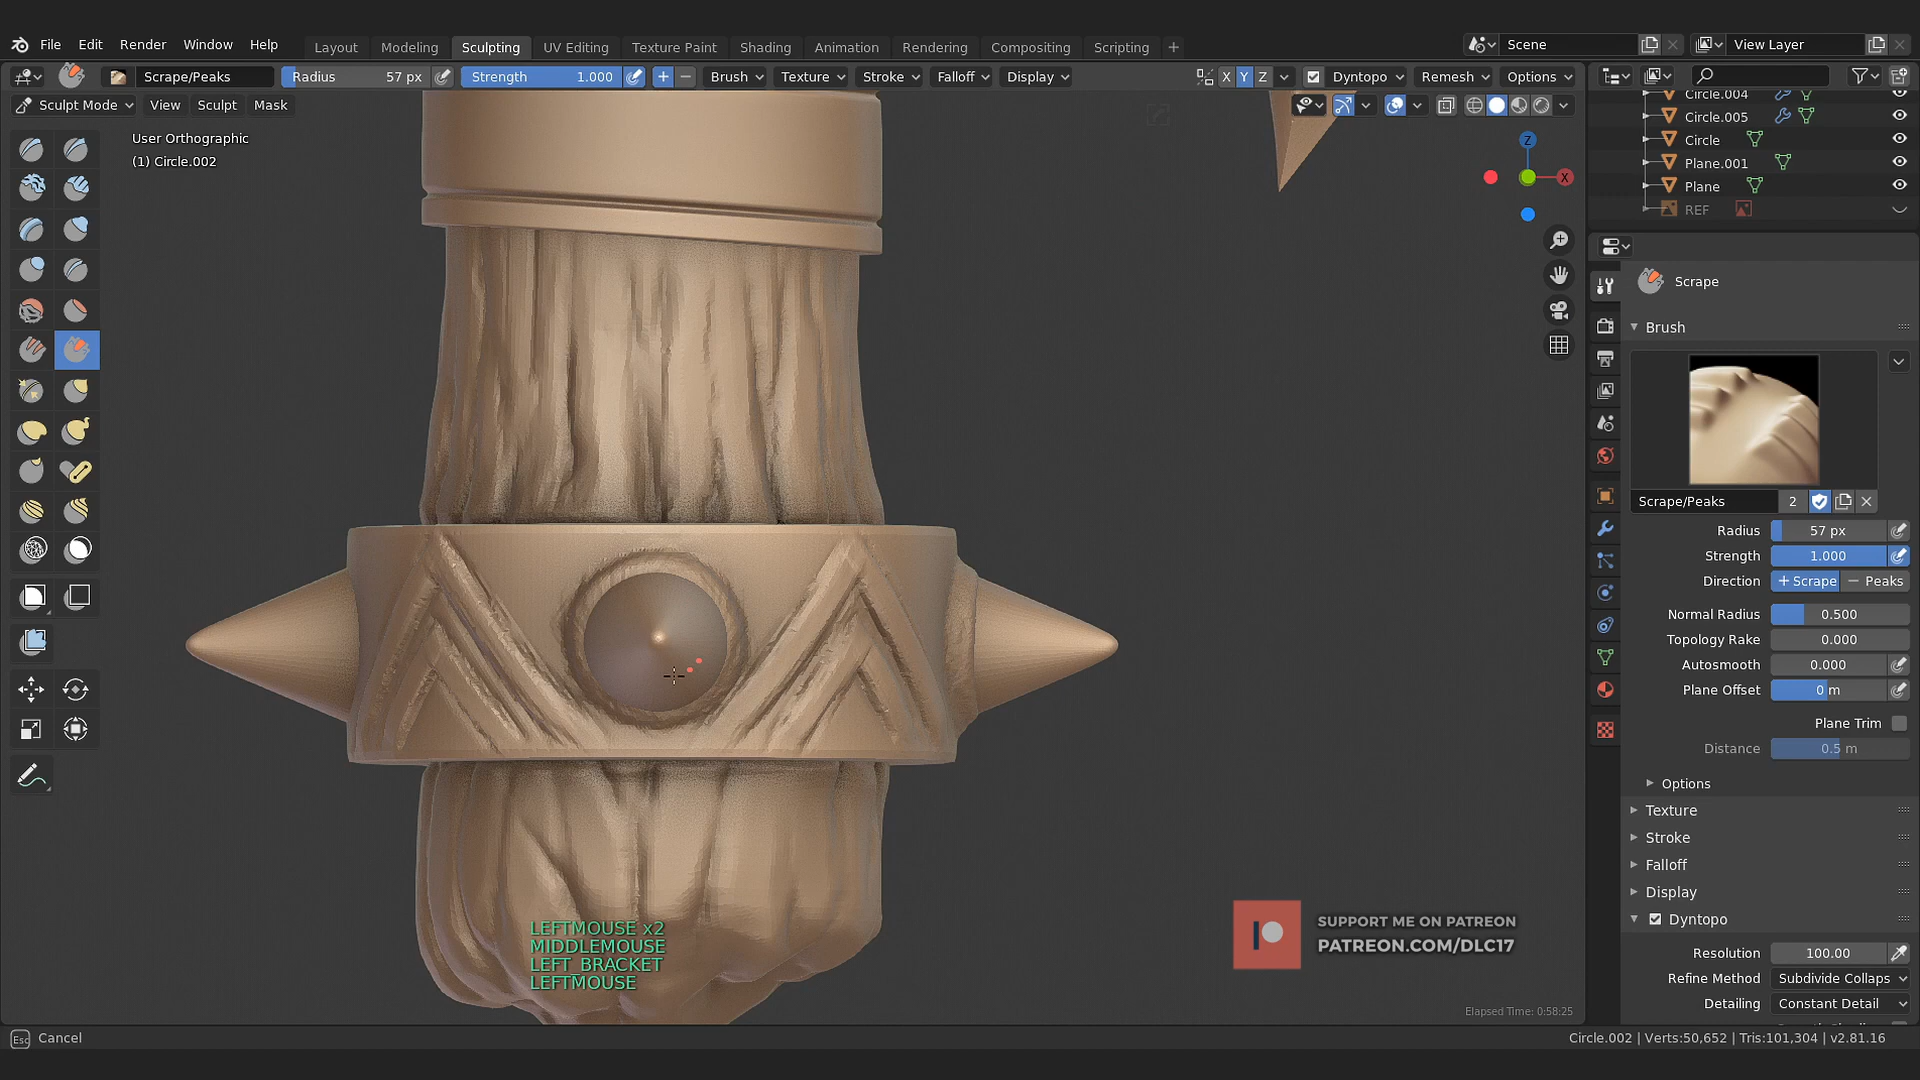 File Edit Render Window Help
Layout Modeling Sculpting UV Editing Texture Paint Shading Animation Rendering Compositing Scripting +
Scene
View Layer
Scrape/Peaks
Radius 57 px
Strength 1.000
Brush Texture Stroke Falloff Display
X Y Z
Dyntopo Remesh Options
Sculpt Mode View Sculpt Mask
User Orthographic
(1) Circle.002
Z
X
Circle.004
Circle.005
Circle
Plane.001
Plane
REF
Scrape
Brush
Scrape/Peaks 2
Radius 57 px
Strength 1.000
Direction + Scrape − Peaks
Normal Radius 0.500
Topology Rake 0.000
Autosmooth 0.000
Plane Offset 0 m
Plane Trim
Distance 0.5 m
Options
Texture
Stroke
Falloff
Display
Dyntopo
Resolution 100.00
Refine Method Subdivide Collaps
Detailing Constant Detail
LEFTMOUSE x2
MIDDLEMOUSE
LEFT_BRACKET
LEFTMOUSE
SUPPORT ME ON PATREON
PATREON.COM/DLC17
Elapsed Time: 0:58:25
Esc Cancel
Circle.002 | Verts:50,652 | Tris:101,304 | v2.81.16